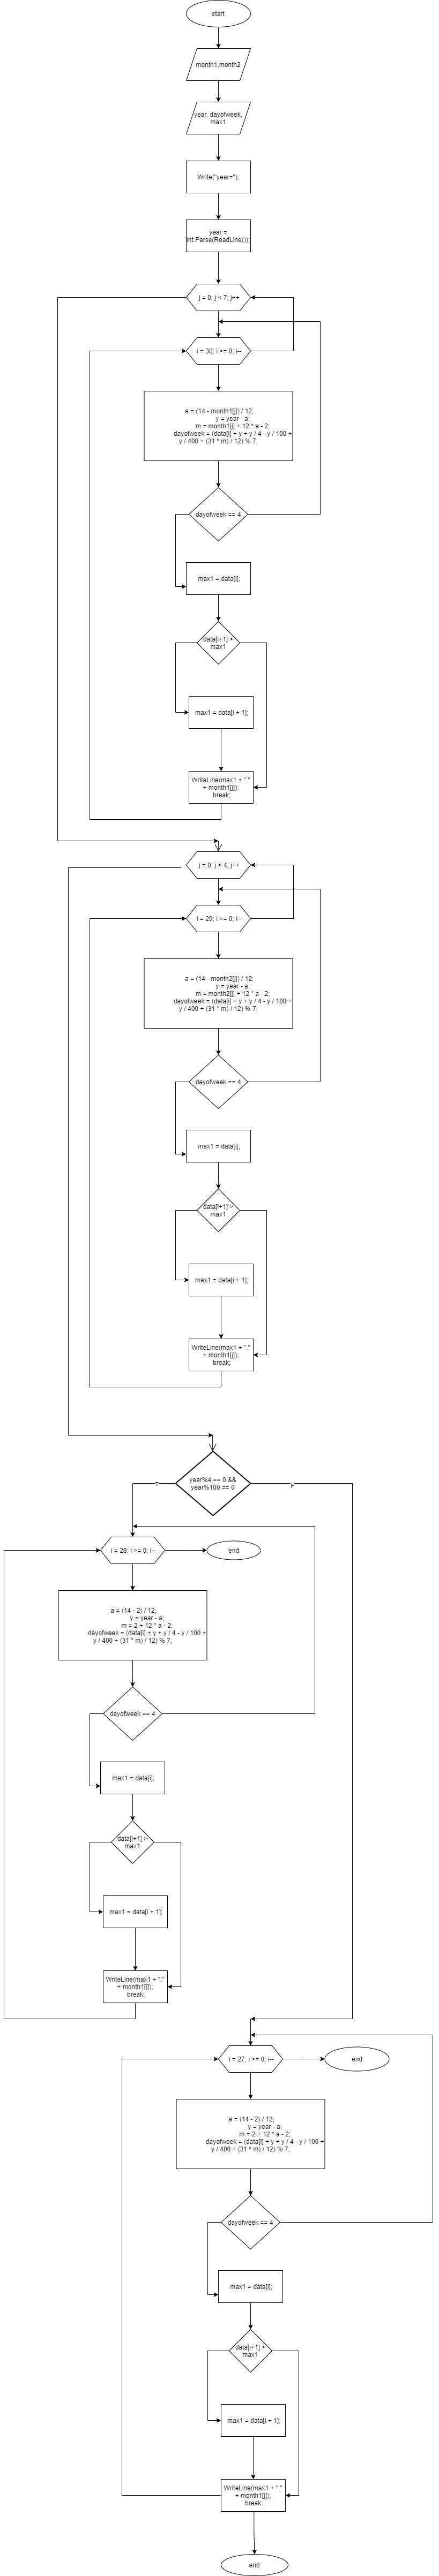 start
month1,month2
year, dayofweek,
max1
Write("year=");
year =
int.Parse(ReadLine());
j = 0; j < 7; j++
i = 30; i >= 0; i--
a = (14 - month1[j]) / 12;
y = year - a;
m = month1[j] + 12 * a - 2;
dayofweek = (data[i] + y + y / 4 - y / 100 +
y / 400 + (31 * m) / 12) % 7;
dayofweek == 4
max1 = data[i];
data[i+1] >
max1
max1 = data[i + 1];
WriteLine(max1 + "."
+ month1[j]);
break;
j = 0; j < 4; j++
i = 29; i >= 0; i--
a = (14 - month2[j]) / 12;
y = year - a;
m = month2[j] + 12 * a - 2;
dayofweek = (data[i] + y + y / 4 - y / 100 +
y / 400 + (31 * m) / 12) % 7;
dayofweek == 4
max1 = data[i];
data[i+1] >
max1
max1 = data[i + 1];
WriteLine(max1 + "."
+ month1[j]);
break;
year%4 == 0 &&
year%100 == 0
T
F
i = 28; i >= 0; i--
end
a = (14 - 2) / 12;
y = year - a;
m = 2 + 12 * a - 2;
dayofweek = (data[i] + y + y / 4 - y / 100 +
y / 400 + (31 * m) / 12) % 7;
dayofweek == 4
max1 = data[i];
data[i+1] >
max1
max1 = data[i + 1];
WriteLine(max1 + "."
+ month1[j]);
break;
i = 27; i >= 0; i--
end
a = (14 - 2) / 12;
y = year - a;
m = 2 + 12 * a - 2;
dayofweek = (data[i] + y + y / 4 - y / 100 +
y / 400 + (31 * m) / 12) % 7;
dayofweek == 4
max1 = data[i];
data[i+1] >
max1
max1 = data[i + 1];
WriteLine(max1 + "."
+ month1[j]);
break;
end